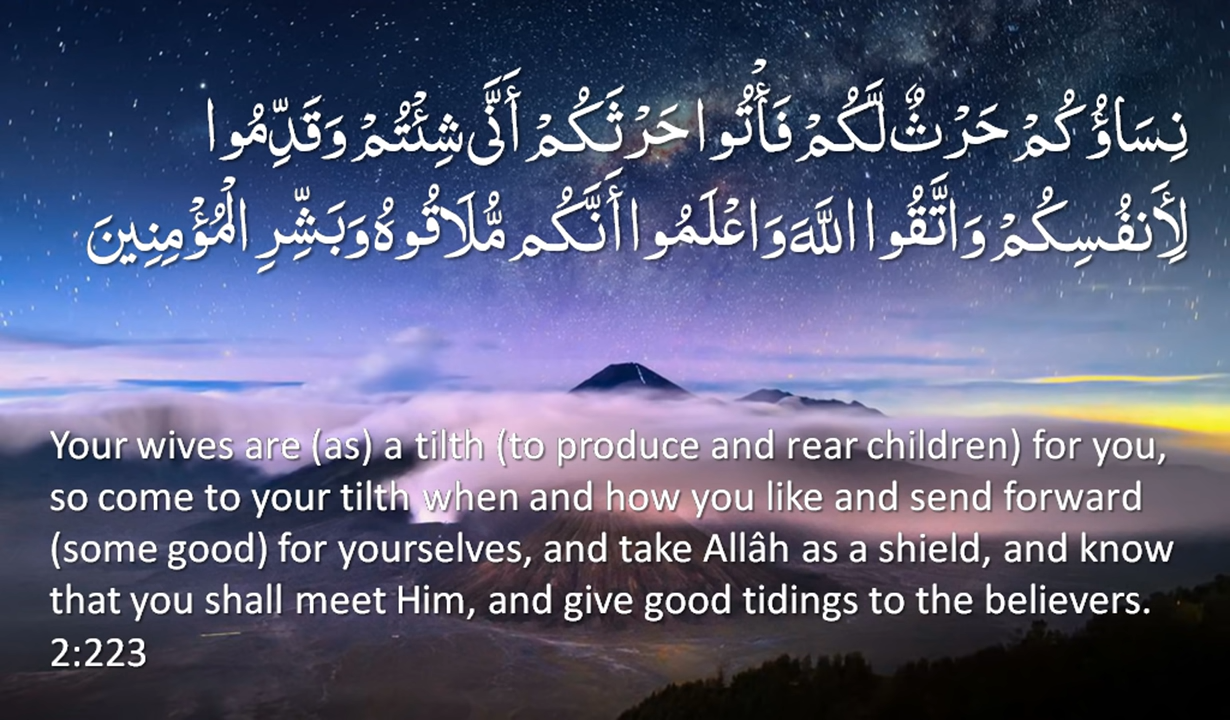 نِسَاؤُكُمْ حَرْثٌ لَّكُمْ فَأْتُوا حَرْثَكُمْ أَنَّى شِئْتُمْ وَقَدِّمُوا
لِأَنفُسِكُمْ وَاتَّقُوا اللَّهَ وَاعْلَمُوا أَنَّكُم مُّلَاقُوهُ وَبَشِّرِ الْمُؤْمِنِينَ
Your wives are (as) a tilth (to produce and rear children) for you,
so come to your tilth when and how you like and send forward
(some good) for yourselves, and take Allâh as a shield, and know
that you shall meet Him, and give good tidings to the believers.
2:223